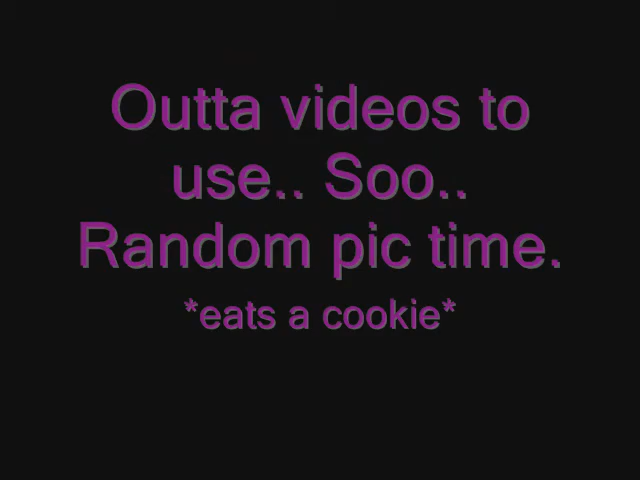 Outta videos to
use.. Soo..
Random pic time.
*eats a cookie*